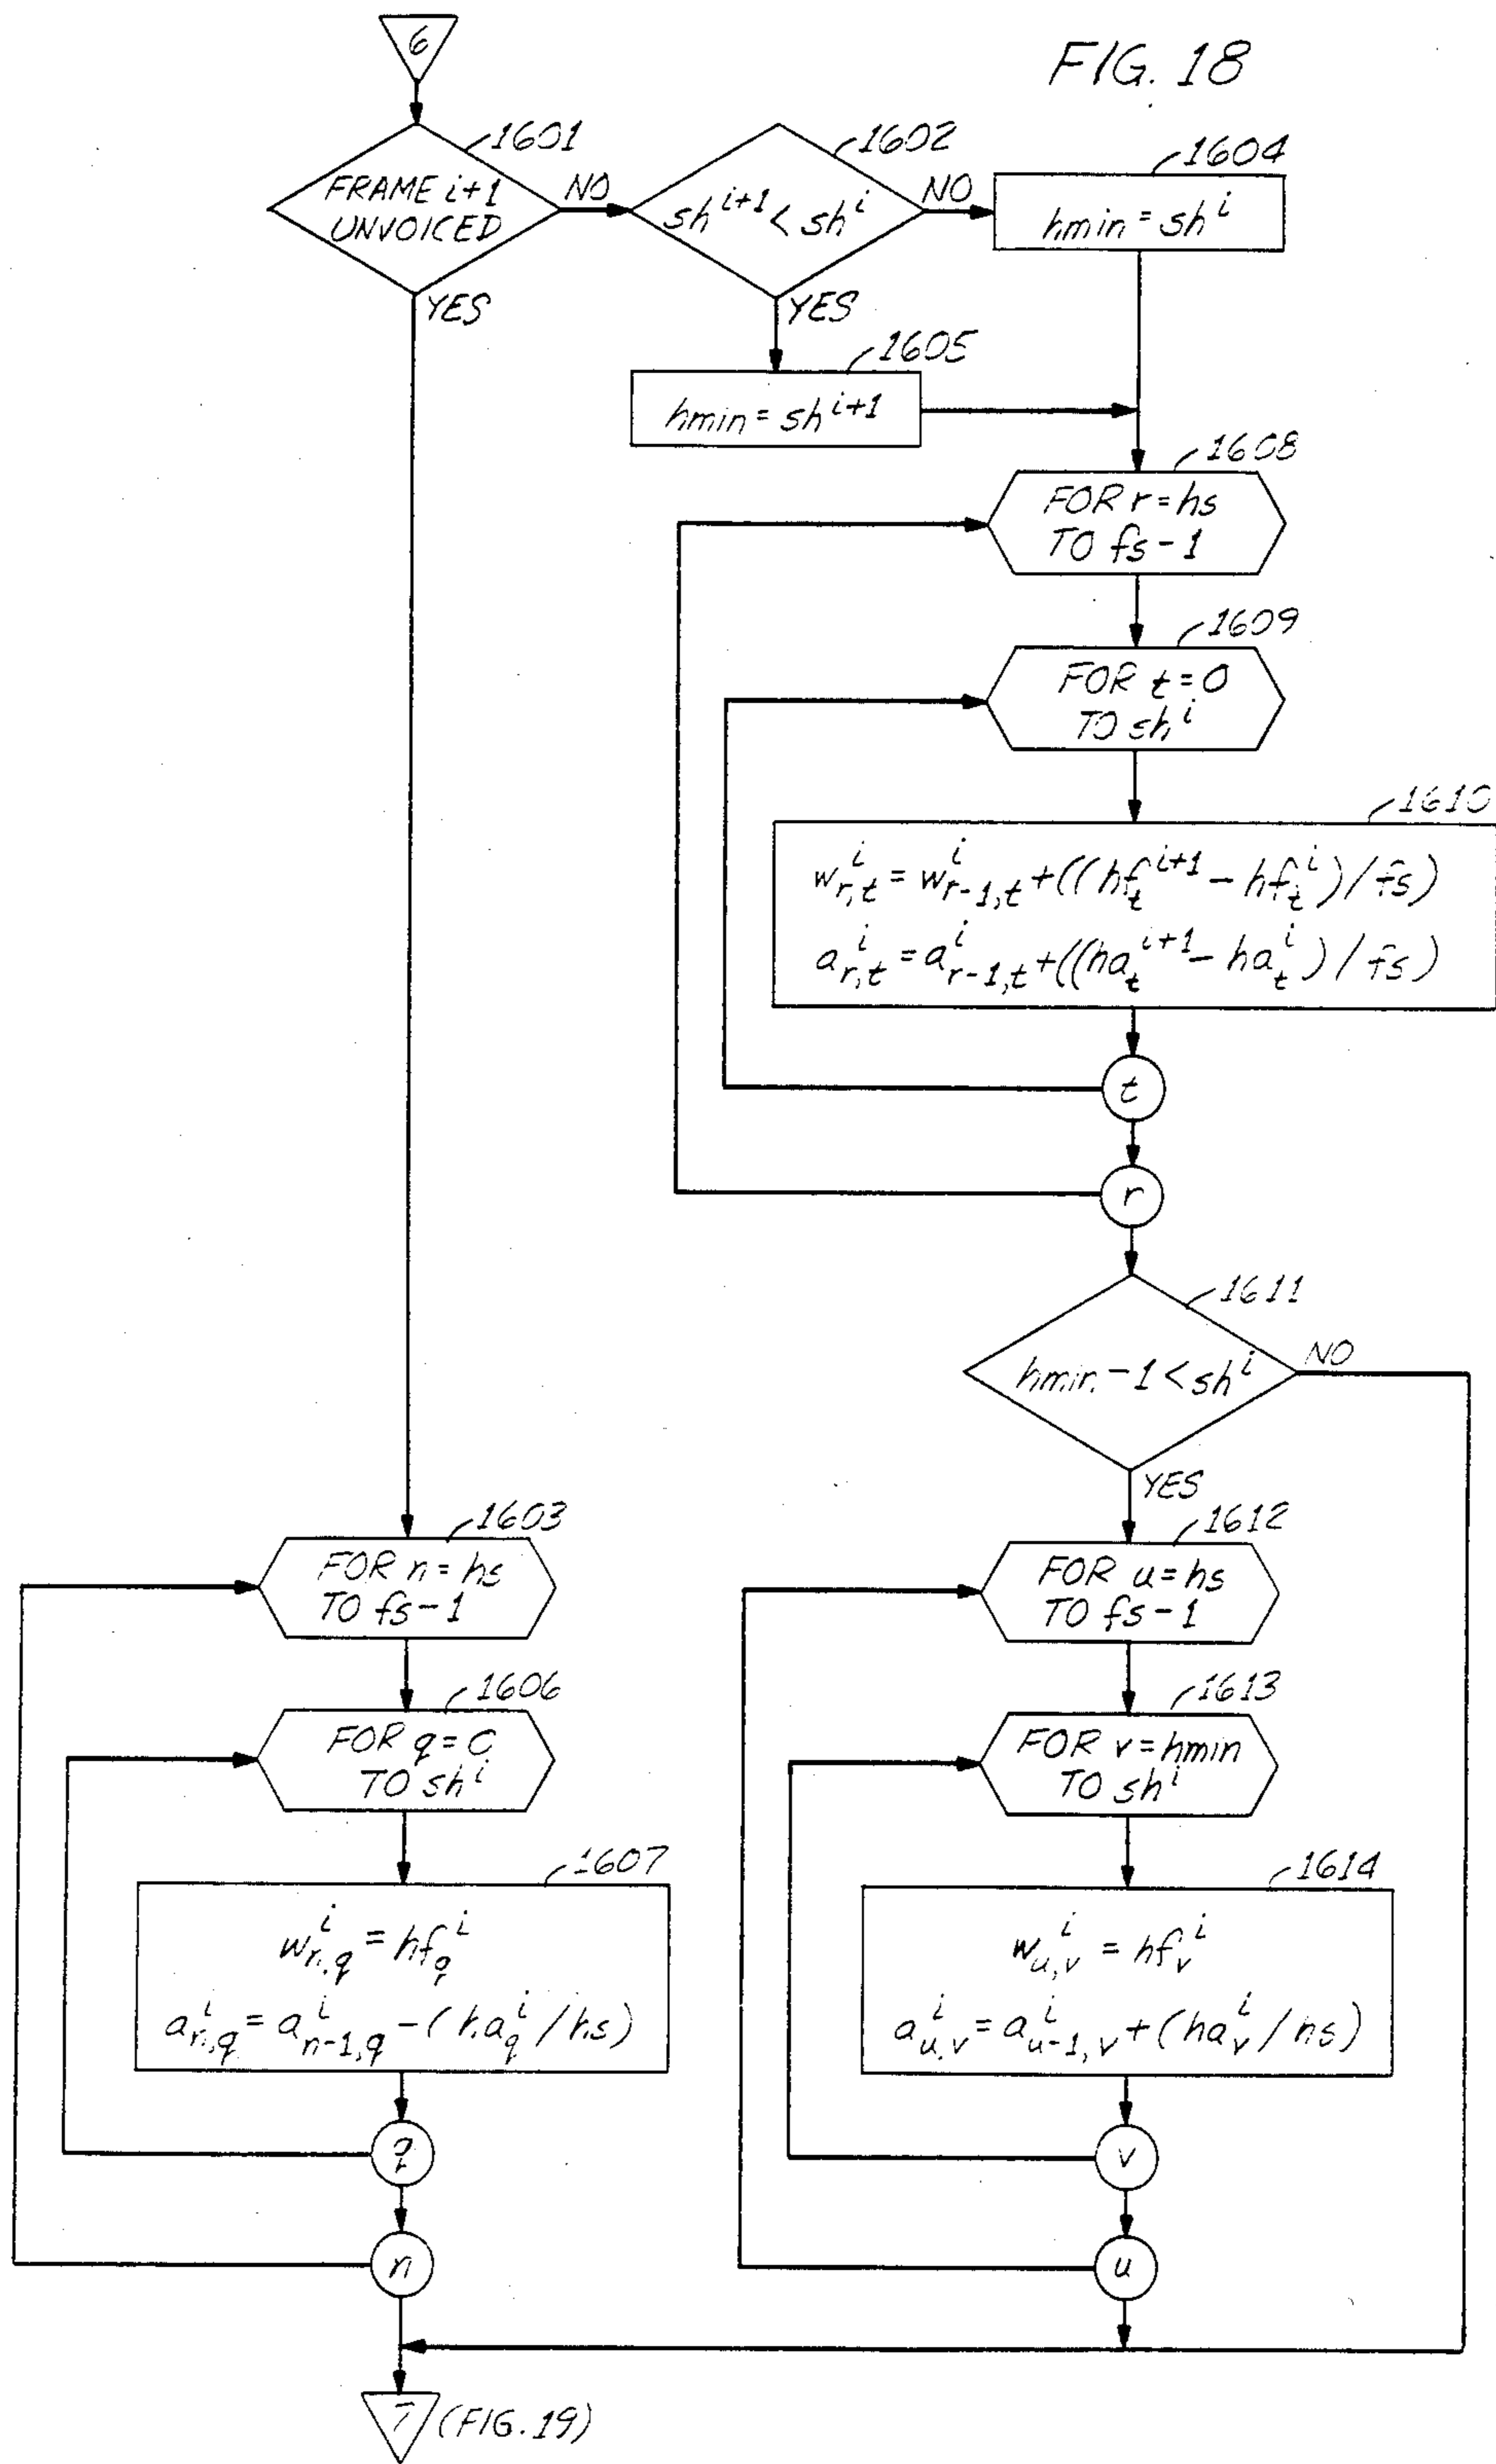 6
FIG. 18
1601
FRAME i+1
UNVOICED
NO
YES
1602
sh^{i+1} < sh^i
NO
YES
1604
hmin = sh^i
1605
hmin = sh^{i+1}
1608
FOR r = hs
TO fs - 1
1609
FOR t = 0
TO sh^i
1610
w^i_{r,t} = w^i_{r-1,t} + ((hf^{i+1}_t - hf^i_t) / fs)
a^i_{r,t} = a^i_{r-1,t} + ((ha^{i+1}_t - ha^i_t) / fs)
t
r
1611
hmin - 1 < sh^i
NO
YES
1603
FOR n = hs
TO fs - 1
1606
FOR q = 0
TO sh^i
1607
w^i_{n,q} = hf^i_q
a^i_{n,q} = a^i_{n-1,q} - (ha^i_q / hs)
q
n
1612
FOR u = hs
TO fs - 1
1613
FOR v = hmin
TO sh^i
1614
w^i_{u,v} = hf^i_v
a^i_{u,v} = a^i_{u-1,v} + (ha^i_v / hs)
v
u
7 (FIG. 19)